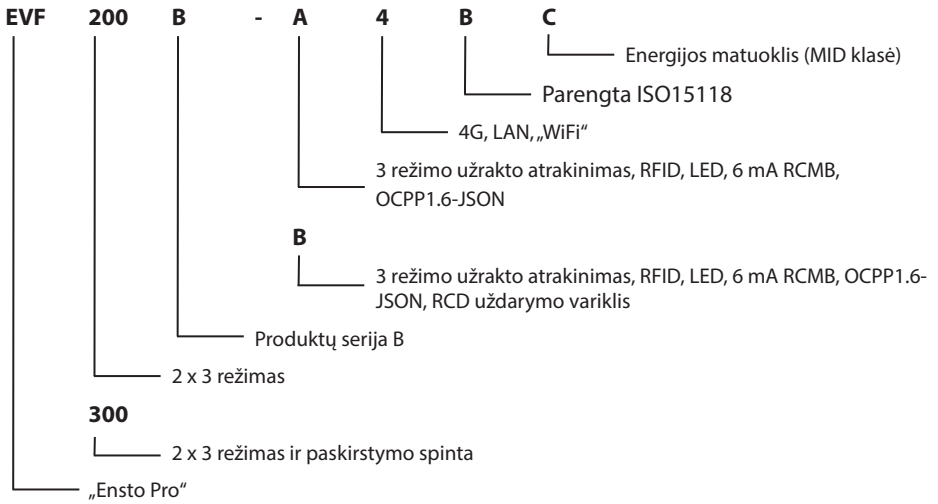 EVF 200 B - A 4 B C
Energijos matuoklis (MID klasė)
Parengta ISO15118
4G, LAN, „WiFi“
3 režimo užrakto atrakinimas, RFID, LED, 6 mA RCMB,
OCPP1.6-JSON
B
3 režimo užrakto atrakinimas, RFID, LED, 6 mA RCMB, OCPP1.6-
JSON, RCD uždarymo variklis
Produktų serija B
2 x 3 režimas
300
2 x 3 režimas ir paskirstymo spinta
„Ensto Pro“